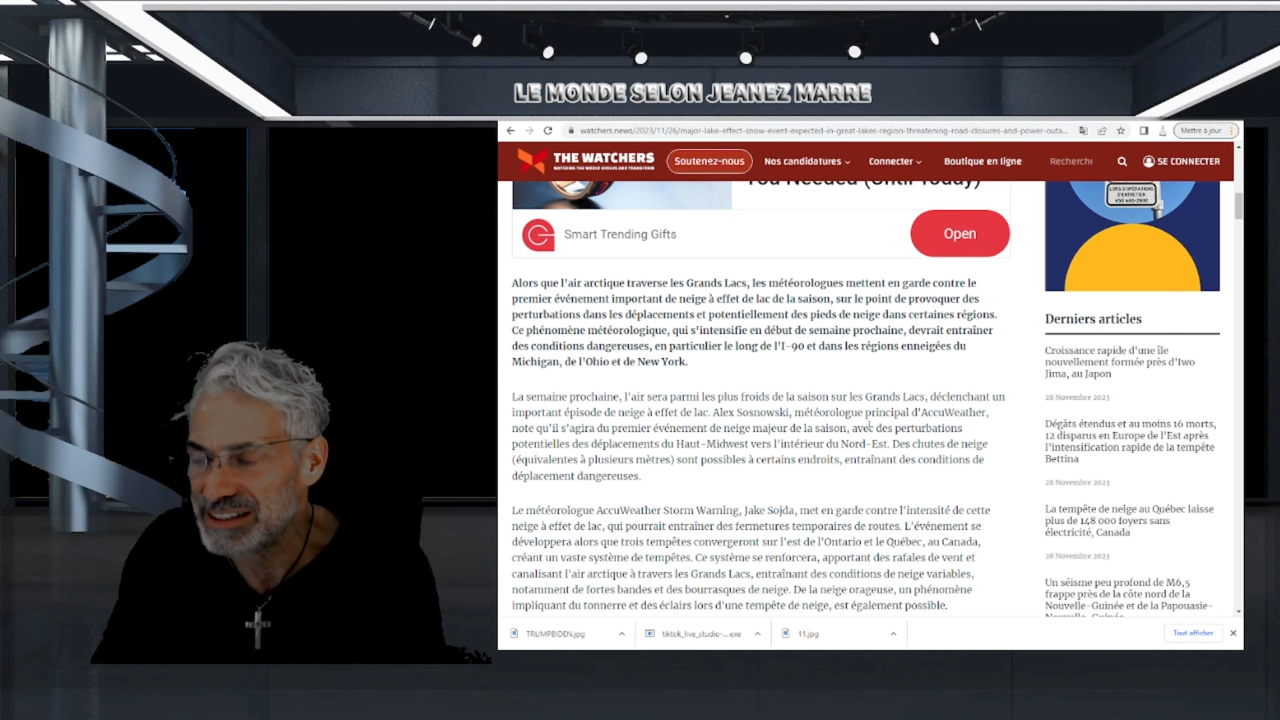 LE MONDE SELON JEANEZ MARRE
watchers.news/2023/11/26/major-lake-effect-snow-event-expected-in-great-lakes-region-threatening-road-closures-and-power-outa...
Mettre à jour
THE WATCHERS
WATCHING THE WORLD EVOLVE AND TRANSFORM
Soutenez-nous
Nos candidatures
Connecter
Boutique en ligne
Recherche
SE CONNECTER
You Needed (Until Today)
Smart Trending Gifts
Open
Alors que l'air arctique traverse les Grands Lacs, les météorologues mettent en garde contre le
premier événement important de neige à effet de lac de la saison, sur le point de provoquer des
perturbations dans les déplacements et potentiellement des pieds de neige dans certaines régions.
Ce phénomène météorologique, qui s'intensifie en début de semaine prochaine, devrait entraîner
des conditions dangereuses, en particulier le long de l'I-90 et dans les régions enneigées du
Michigan, de l'Ohio et de New York.
La semaine prochaine, l'air sera parmi les plus froids de la saison sur les Grands Lacs, déclenchant un
important épisode de neige à effet de lac. Alex Sosnowski, météorologue principal d'AccuWeather,
note qu'il s'agira du premier événement de neige majeur de la saison, avec des perturbations
potentielles des déplacements du Haut-Midwest vers l'intérieur du Nord-Est. Des chutes de neige
(équivalentes à plusieurs mètres) sont possibles à certains endroits, entraînant des conditions de
déplacement dangereuses.
Le météorologue AccuWeather Storm Warning, Jake Sojda, met en garde contre l'intensité de cette
neige à effet de lac, qui pourrait entraîner des fermetures temporaires de routes. L'événement se
développera alors que trois tempêtes convergeront sur l'est de l'Ontario et le Québec, au Canada,
créant un vaste système de tempêtes. Ce système se renforcera, apportant des rafales de vent et
canalisant l'air arctique à travers les Grands Lacs, entraînant des conditions de neige variables,
notamment de fortes bandes et des bourrasques de neige. De la neige orageuse, un phénomène
impliquant du tonnerre et des éclairs lors d'une tempête de neige, est également possible.
LORS D'OPÉRATIONS
D'ENTRETIEN
450 680-2800
Derniers articles
Croissance rapide d'une île
nouvellement formée près d'Iwo
Jima, au Japon
28 Novembre 2023
Dégâts étendus et au moins 16 morts,
12 disparus en Europe de l'Est après
l'intensification rapide de la tempête
Bettina
28 Novembre 2023
La tempête de neige au Québec laisse
plus de 148 000 foyers sans
électricité, Canada
28 Novembre 2023
Un séisme peu profond de M6,5
frappe près de la côte nord de la
Nouvelle-Guinée et de la Papouasie-
Nouvelle-Guinée
TRUMPBIDEN.jpg
tiktok_live_studio-....exe
11.jpg
Tout afficher